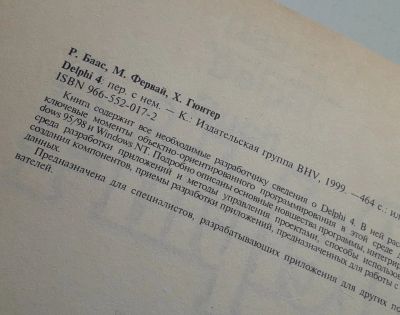 Р. Баас, М. Фервай, Х. Гюнтер
Delphi 4: пер. с нем. — К.: Издательская группа BHV, 1999. —464 с.: ил
ISBN 966-552-017-2
Книга содержит все необходимые разработчику сведения о Delphi 4. В ней рас
ключевые моменты объектно-ориентированного программирования в этой среде д
dows 95/98 и Windows NT. Подробно описаны основные новшества программы, интегрир
среда разработки приложений и методы управления проектами, способы использов
создания компонентов, приемы разработки приложений, предназначенных для работы с
данных.
Предназначена для специалистов, разрабатывающих приложения для других по
вателей.